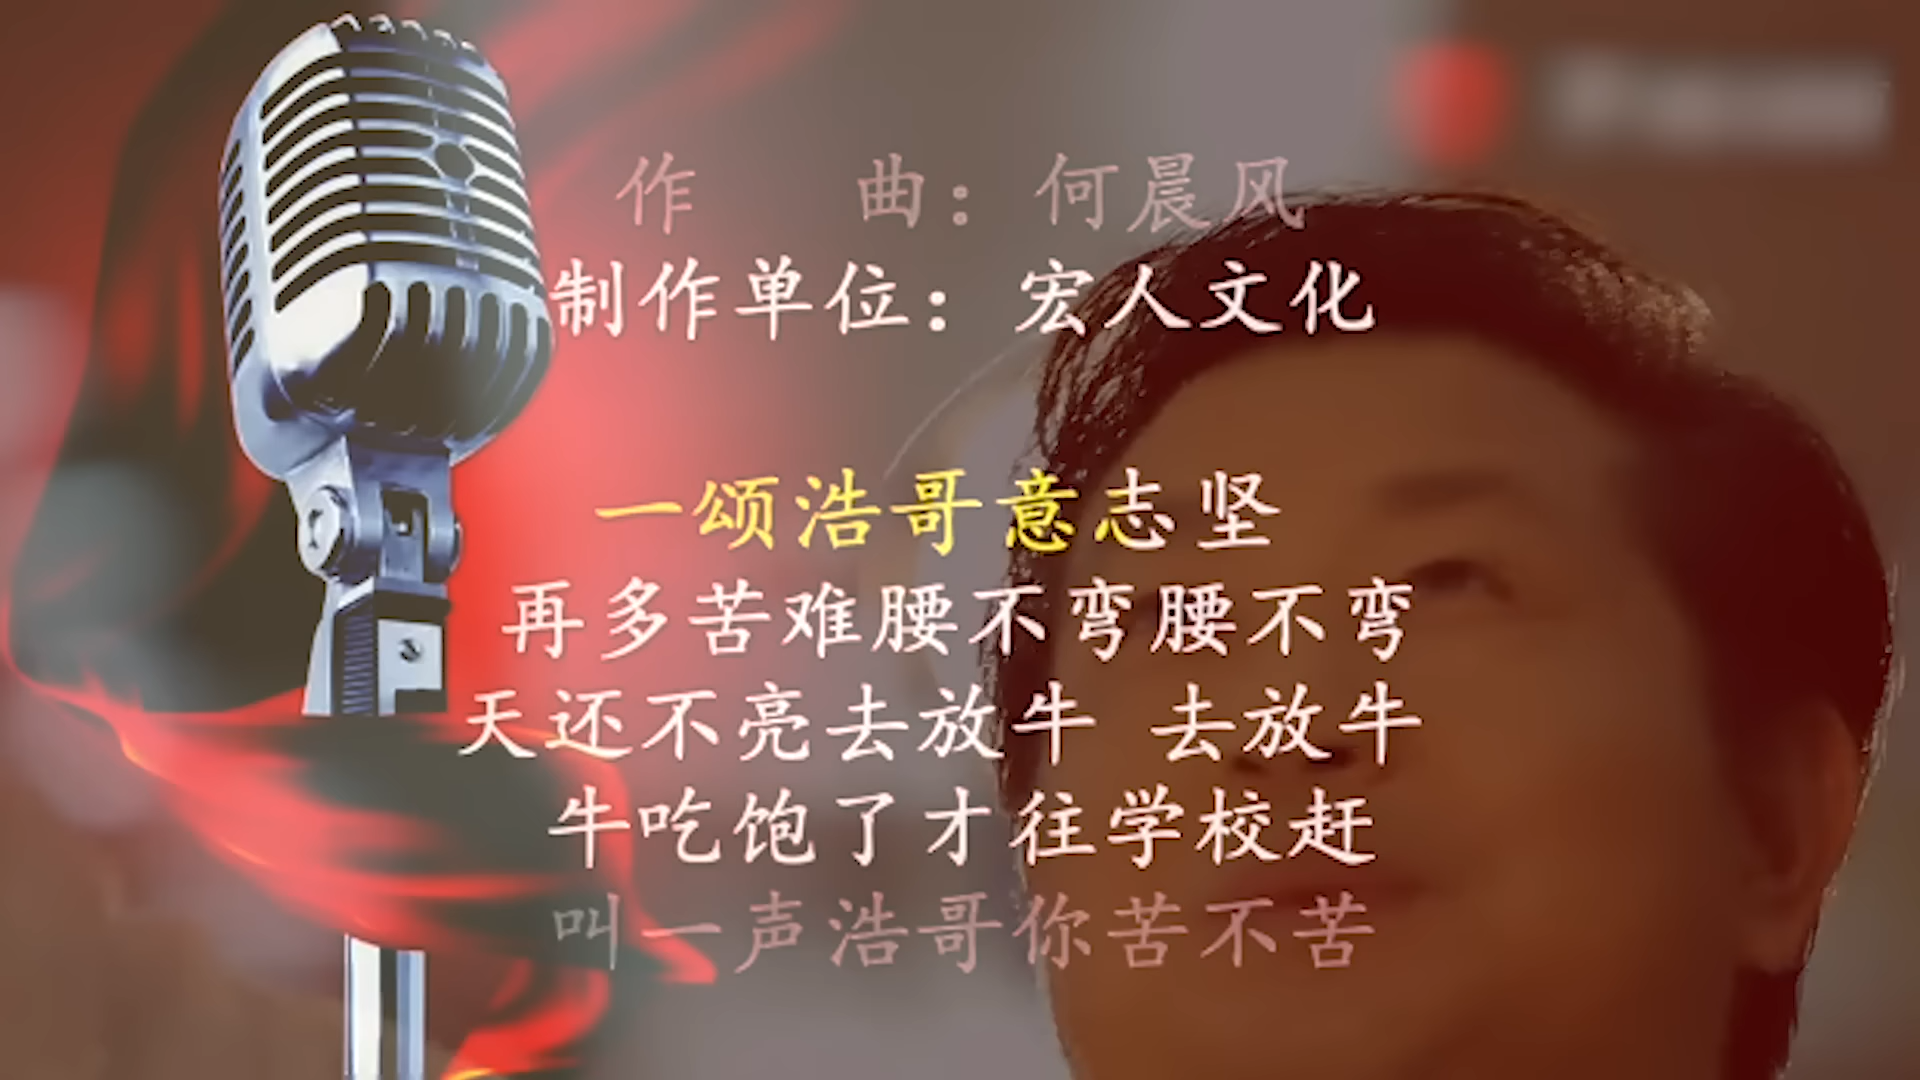 作 曲：何晨风
制作单位：宏人文化
一颂浩哥意志坚
再多苦难腰不弯腰不弯
天还不亮去放牛 去放牛
牛吃饱了才往学校赶
叫一声浩哥你苦不苦